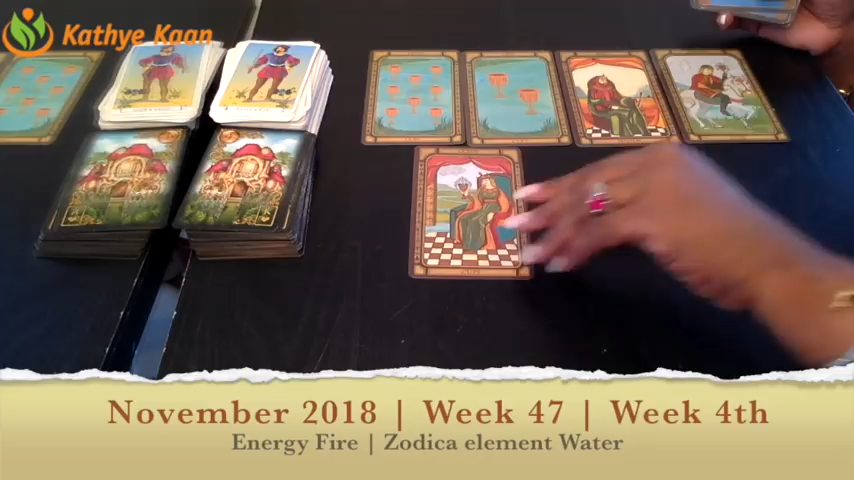 Kathye Kaan
November 2018 | Week 47 | Week 4th
Energy Fire | Zodica element Water